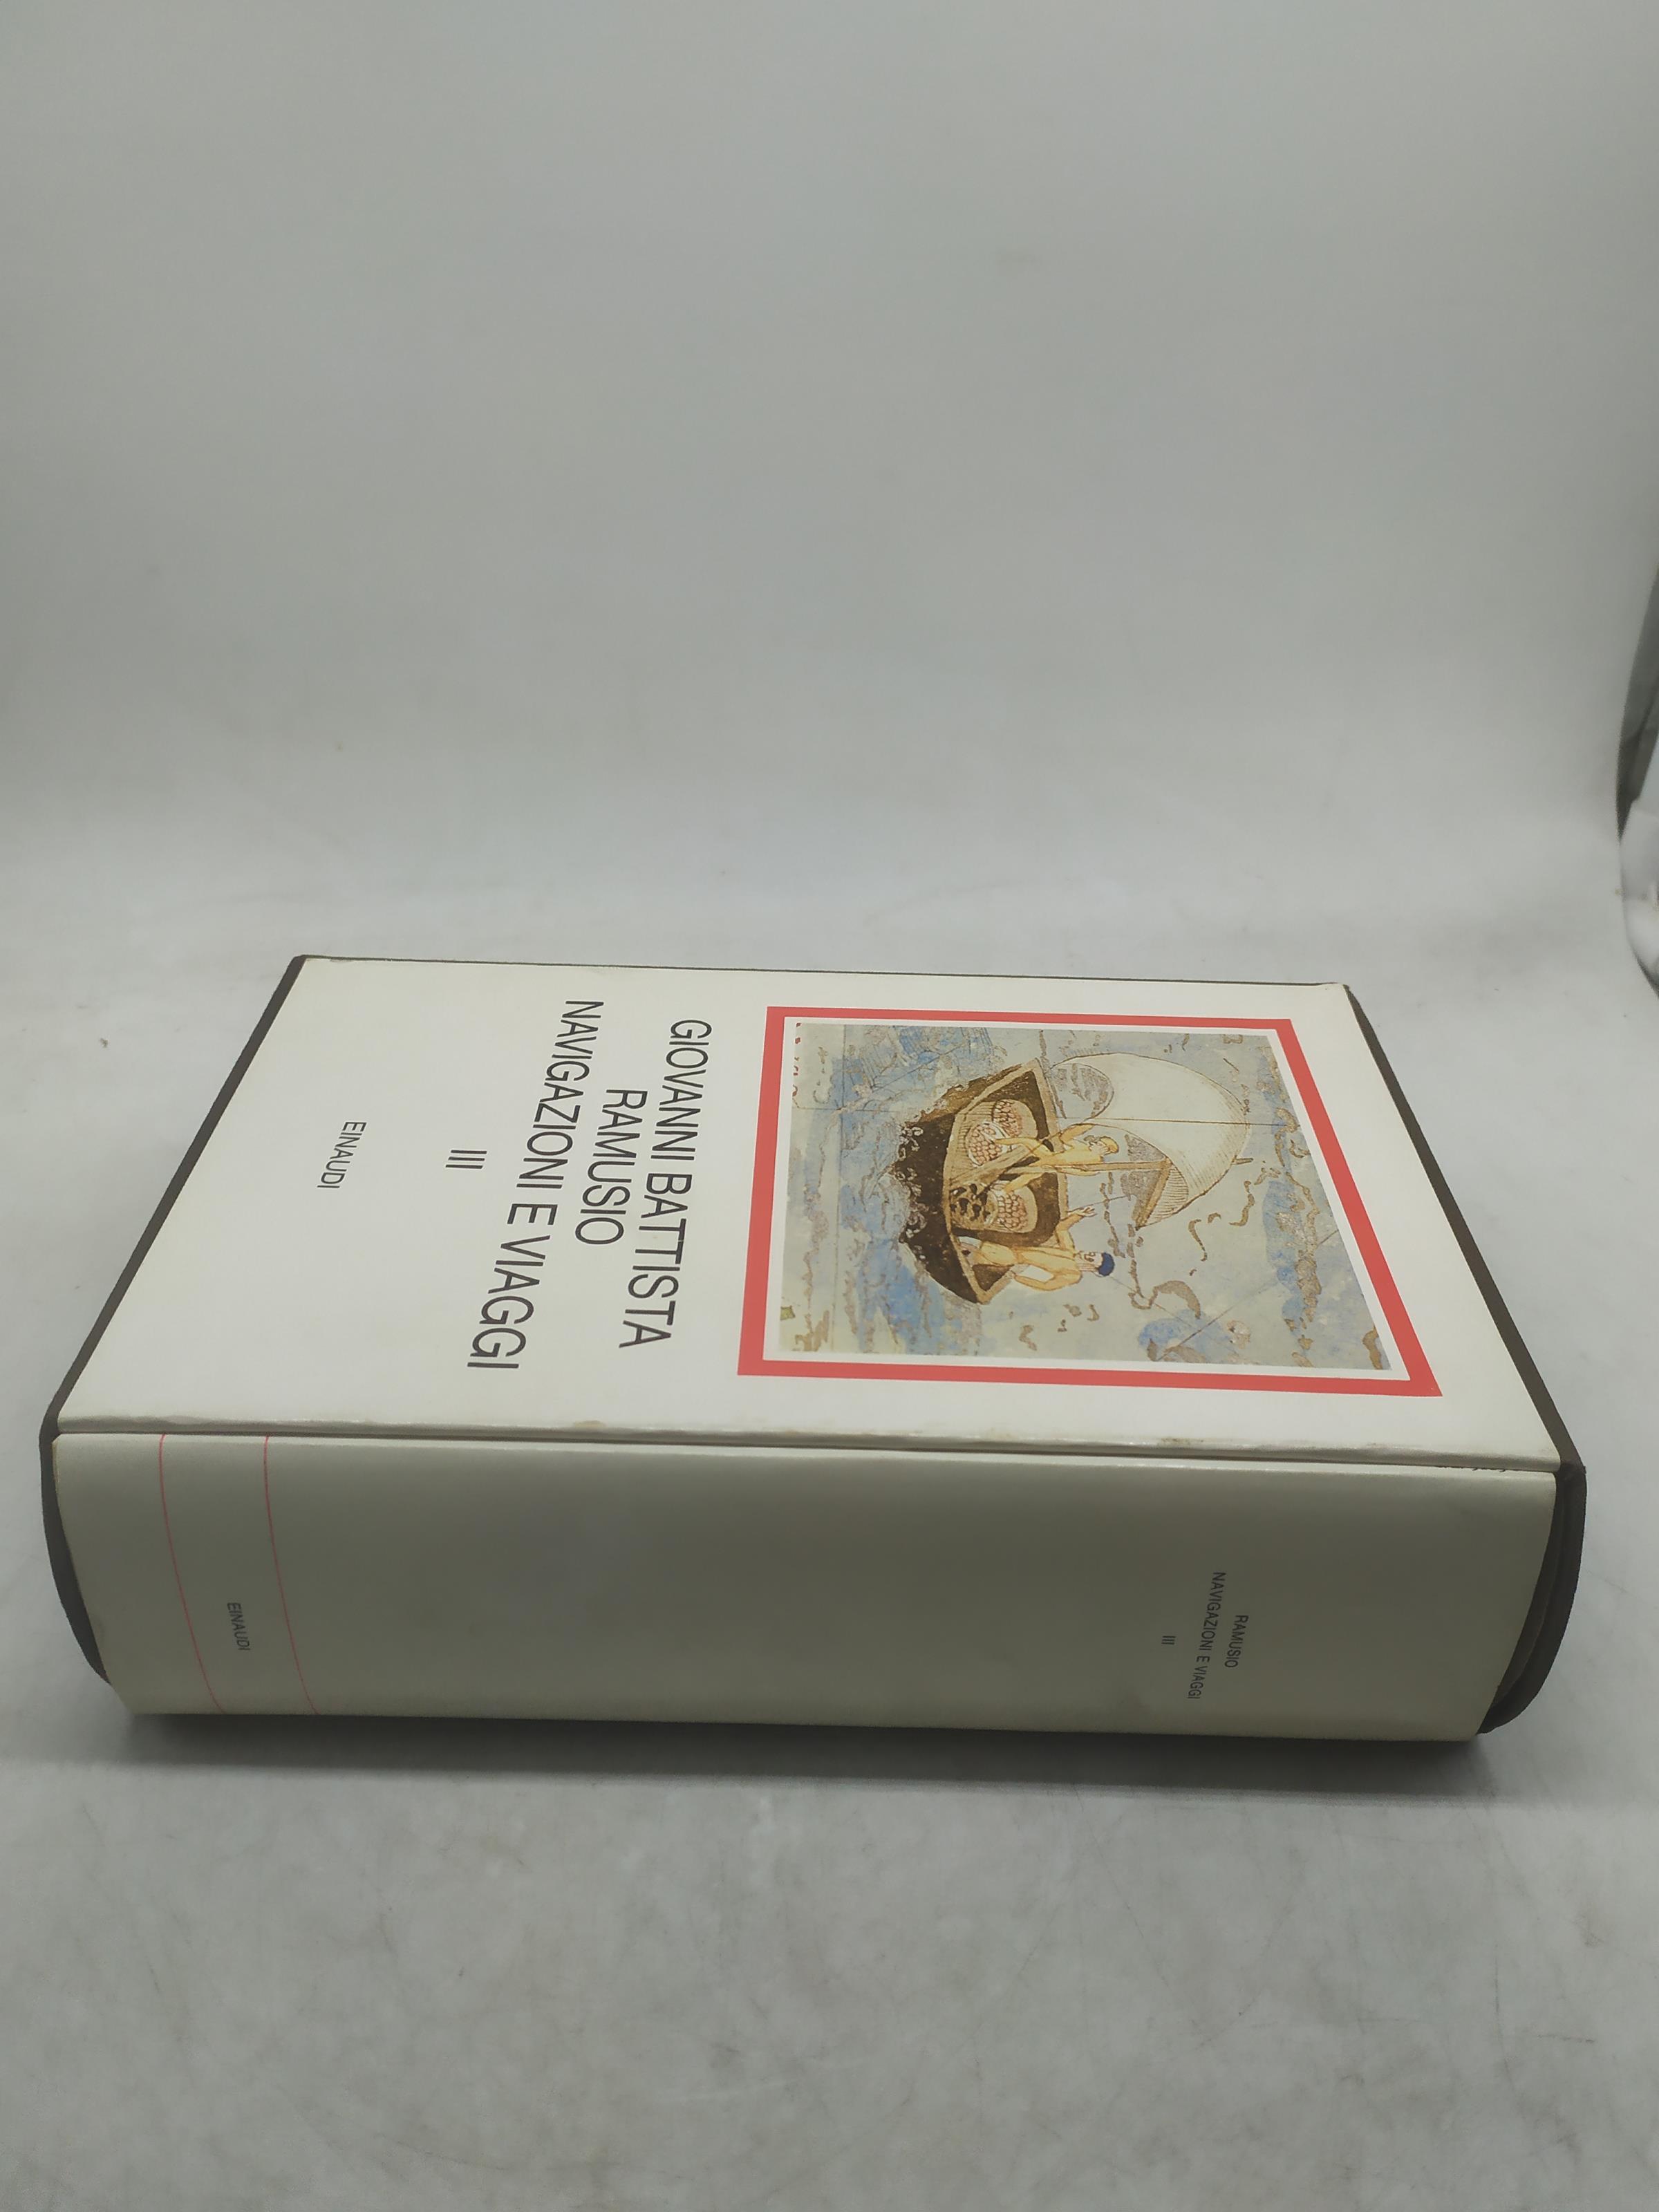 GIOVANNI BATTISTA
RAMUSIO
NAVIGAZIONI E VIAGGI
III
EINAUDI
RAMUSIO
NAVIGAZIONI E VIAGGI
III
EINAUDI